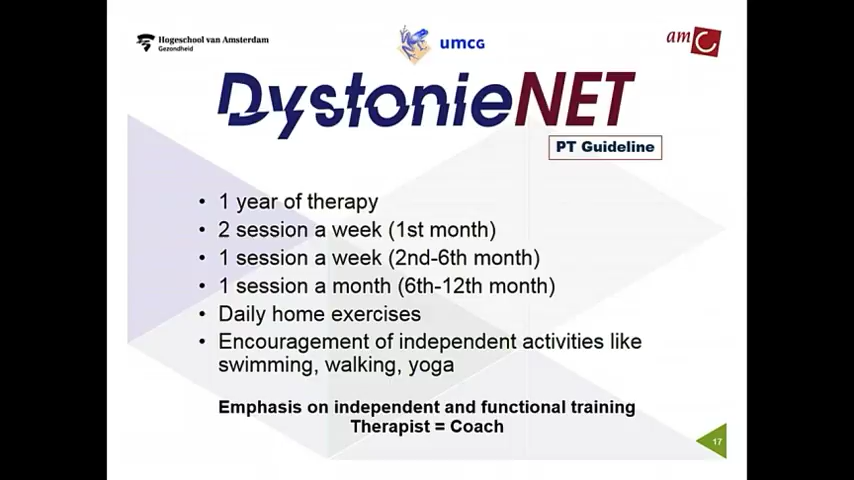 Hogeschool van Amsterdam
Gezondheid
umcg
amc
DystonieNET
PT Guideline
• 1 year of therapy
• 2 session a week (1st month)
• 1 session a week (2nd-6th month)
• 1 session a month (6th-12th month)
• Daily home exercises
• Encouragement of independent activities like
swimming, walking, yoga
Emphasis on independent and functional training
Therapist = Coach
17